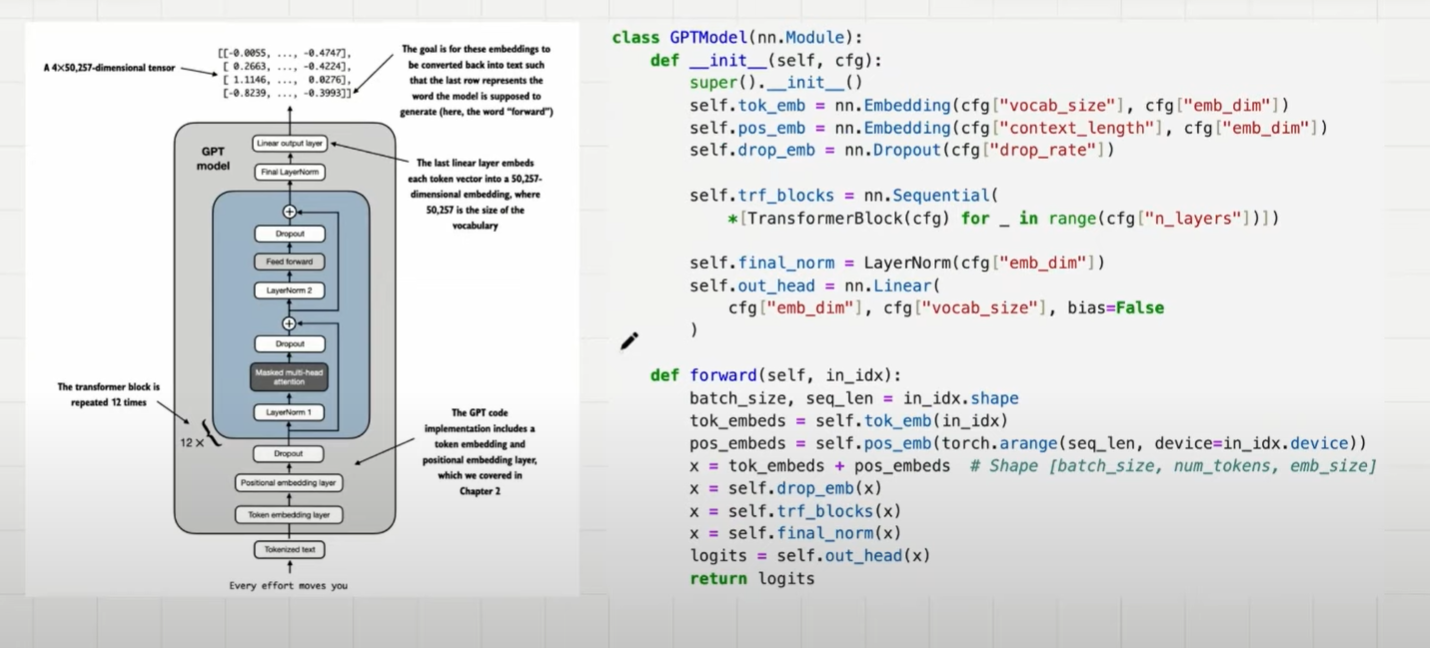 [[-0.0055, ..., -0.4747],
[ 0.2663, ..., -0.4224],
[ 1.1146, ..., 0.0276],
[-0.8239, ..., -0.3993]]
A 4×50,257-dimensional tensor
The goal is for these embeddings to
be converted back into text such
that the last row represents the
word the model is supposed to
generate (here, the word "forward")
GPT
model
Linear output layer
Final LayerNorm
The last linear layer embeds
each token vector into a 50,257-
dimensional embedding, where
50,257 is the size of the
vocabulary
+
Dropout
Feed forward
LayerNorm 2
+
Dropout
Masked multi-head
attention
LayerNorm 1
The transformer block is
repeated 12 times
12 ×
{
Dropout
Positional embedding layer
Token embedding layer
The GPT code
implementation includes a
token embedding and
positional embedding layer,
which we covered in
Chapter 2
Tokenized text
Every effort moves you
class GPTModel(nn.Module):
    def __init__(self, cfg):
        super().__init__()
        self.tok_emb = nn.Embedding(cfg["vocab_size"], cfg["emb_dim"])
        self.pos_emb = nn.Embedding(cfg["context_length"], cfg["emb_dim"])
        self.drop_emb = nn.Dropout(cfg["drop_rate"])
        self.trf_blocks = nn.Sequential(
            *[TransformerBlock(cfg) for _ in range(cfg["n_layers"])])
        self.final_norm = LayerNorm(cfg["emb_dim"])
        self.out_head = nn.Linear(
            cfg["emb_dim"], cfg["vocab_size"], bias=False
        )
    def forward(self, in_idx):
        batch_size, seq_len = in_idx.shape
        tok_embeds = self.tok_emb(in_idx)
        pos_embeds = self.pos_emb(torch.arange(seq_len, device=in_idx.device))
        x = tok_embeds + pos_embeds  # Shape [batch_size, num_tokens, emb_size]
        x = self.drop_emb(x)
        x = self.trf_blocks(x)
        x = self.final_norm(x)
        logits = self.out_head(x)
        return logits